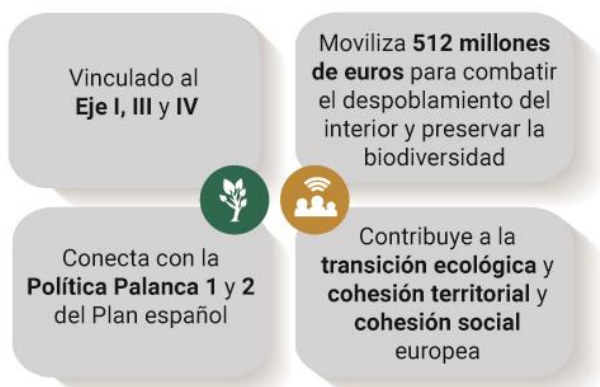 Vinculado al
Eje I, III y IV
Moviliza 512 millones
de euros para combatir
el despoblamiento del
interior y preservar la
biodiversidad
Conecta con la
Política Palanca 1 y 2
del Plan español
Contribuye a la
transición ecológica y
cohesión territorial y
cohesión social
europea